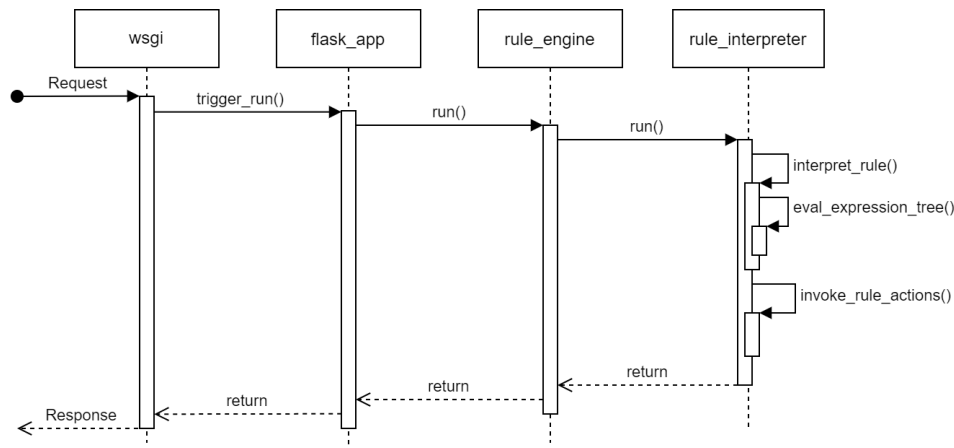 wsgi
flask_app
rule_engine
rule_interpreter
Request
trigger_run()
run()
run()
interpret_rule()
eval_expression_tree()
invoke_rule_actions()
return
return
return
Response